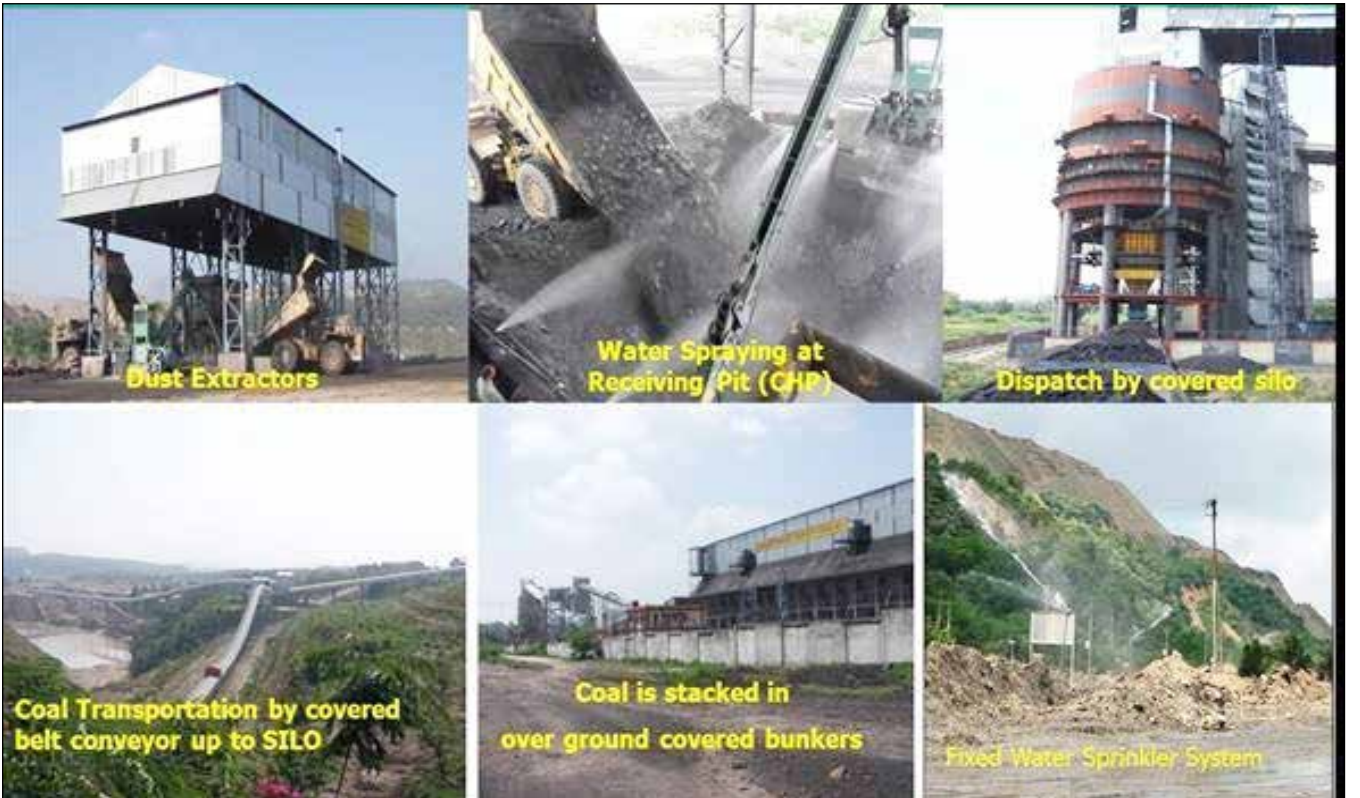 Dust Extractors
Water Spraying at
Receiving Pit (CHP)
Dispatch by covered silo
Coal Transportation by covered
belt conveyor up to SILO
Coal is stacked in
over ground covered bunkers
Fixed Water Sprinkler System